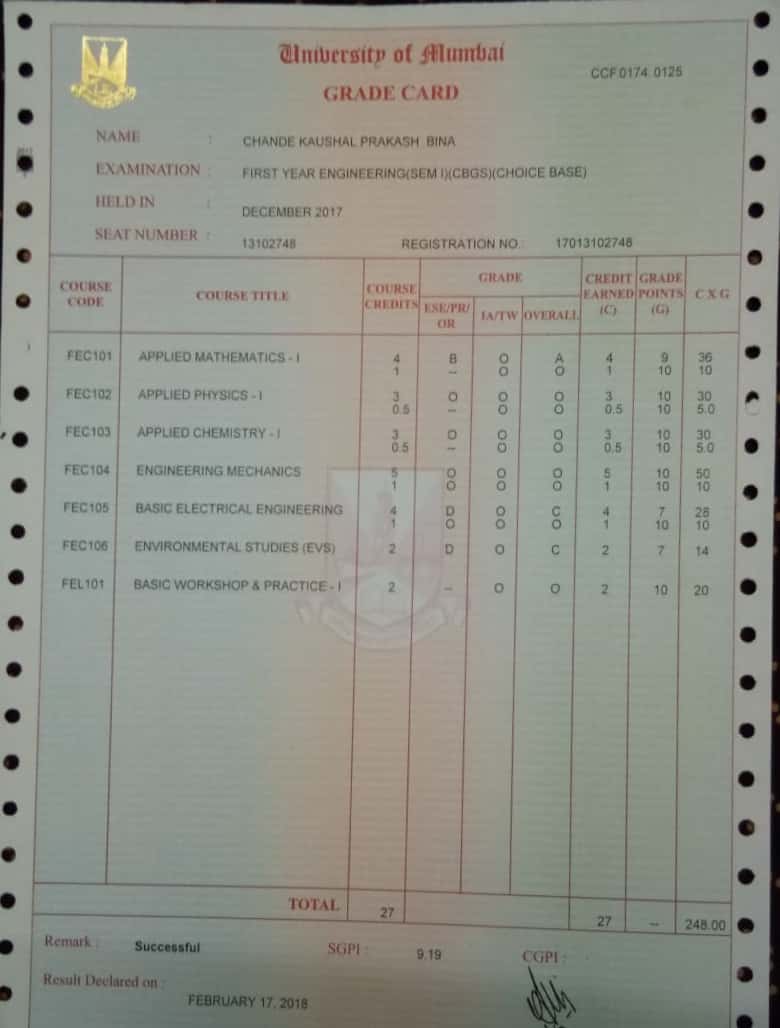 University of Mumbai
CCF 0174 0125
GRADE CARD
NAME : CHANDE KAUSHAL PRAKASH BINA
EXAMINATION : FIRST YEAR ENGINEERING(SEM I)(CBGS)(CHOICE BASE)
HELD IN : DECEMBER 2017
SEAT NUMBER : 13102748 REGISTRATION NO.: 17013102748
COURSE CODE COURSE TITLE COURSE CREDITS GRADE ESE/PR/OR IA/TW OVERALL CREDIT EARNED (C) GRADE POINTS (G) C X G
FEC101 APPLIED MATHEMATICS - I 4 B O A 4 9 36
1 -- O O 1 10 10
FEC102 APPLIED PHYSICS - I 3 O O O 3 10 30
0.5 -- O O 0.5 10 5.0
FEC103 APPLIED CHEMISTRY - I 3 O O O 3 10 30
0.5 -- O O 0.5 10 5.0
FEC104 ENGINEERING MECHANICS 5 O O O 5 10 50
1 O O O 1 10 10
FEC105 BASIC ELECTRICAL ENGINEERING 4 D O C 4 7 28
1 O O O 1 10 10
FEC106 ENVIRONMENTAL STUDIES (EVS) 2 D O C 2 7 14
FEL101 BASIC WORKSHOP & PRACTICE - I 2 -- O O 2 10 20
TOTAL 27 27 -- 248.00
Remark : Successful SGPI : 9.19 CGPI :
Result Declared on : FEBRUARY 17, 2018